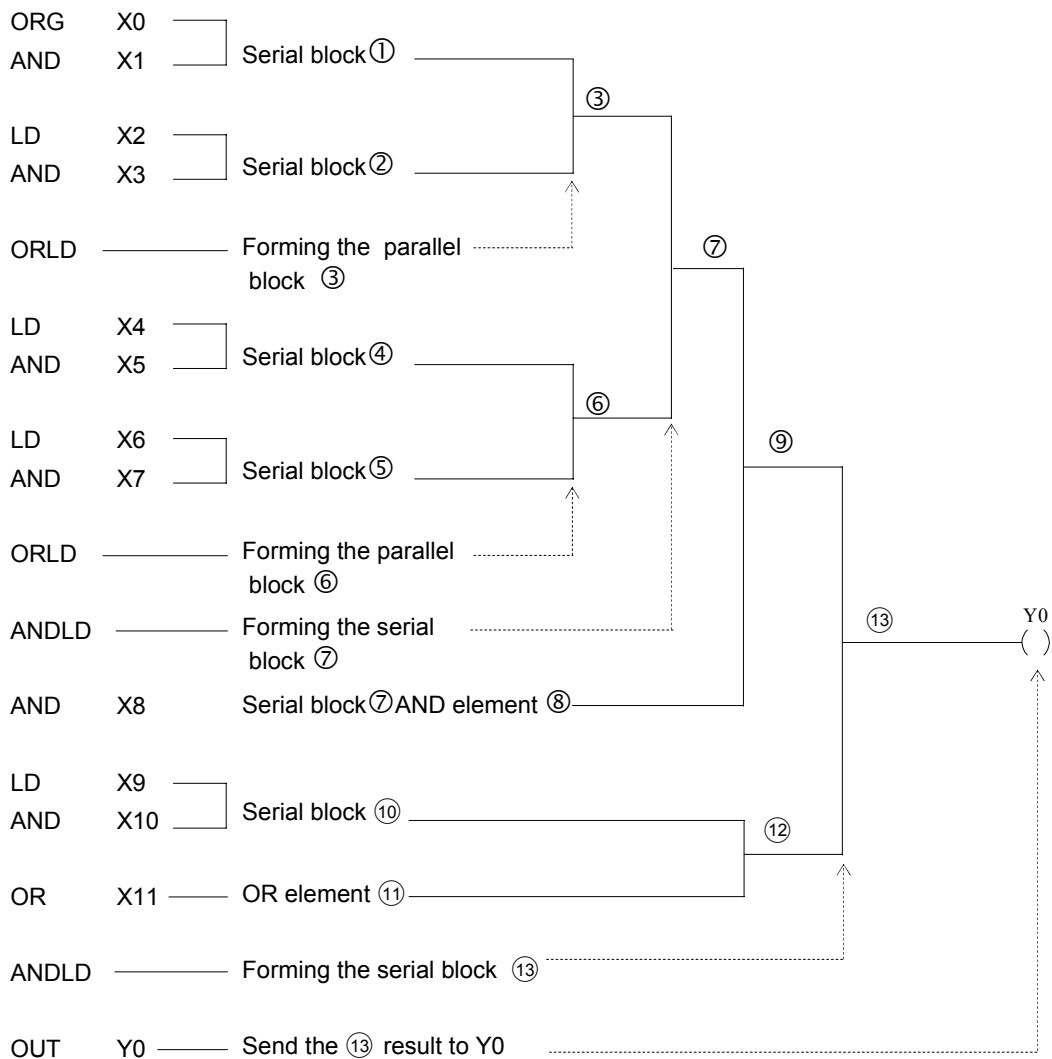 ORG X0
AND X1
Serial block①
③
LD X2
AND X3
Serial block②
ORLD
Forming the parallel
block ③
⑦
LD X4
AND X5
Serial block④
⑥
LD X6
AND X7
Serial block⑤
⑨
ORLD
Forming the parallel
block ⑥
ANDLD
Forming the serial
block ⑦
⑬
Y0
( )
AND X8 Serial block⑦AND element ⑧
LD X9
AND X10
Serial block ⑩
⑫
OR X11 OR element ⑪
ANDLD Forming the serial block ⑬
OUT Y0 Send the ⑬ result to Y0